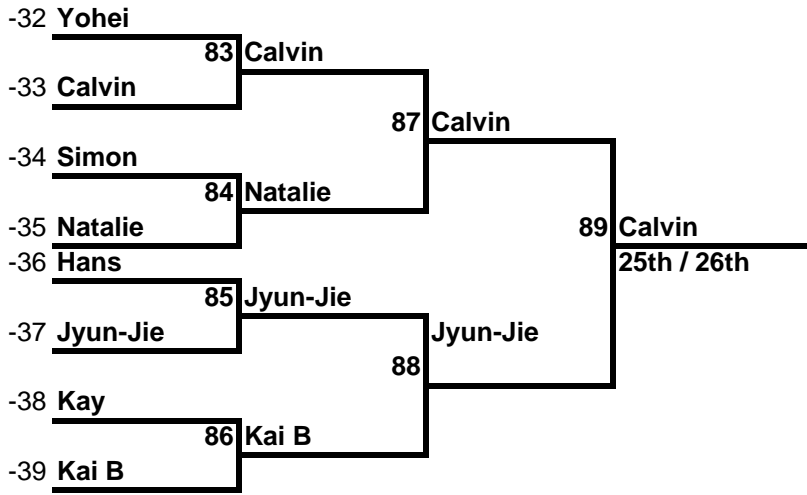 -32 Yohei
83 Calvin
-33 Calvin
87 Calvin
-34 Simon
84 Natalie
-35 Natalie
89 Calvin
-36 Hans
25th / 26th
85 Jyun-Jie
-37 Jyun-Jie
Jyun-Jie
88
-38 Kay
86 Kai B
-39 Kai B